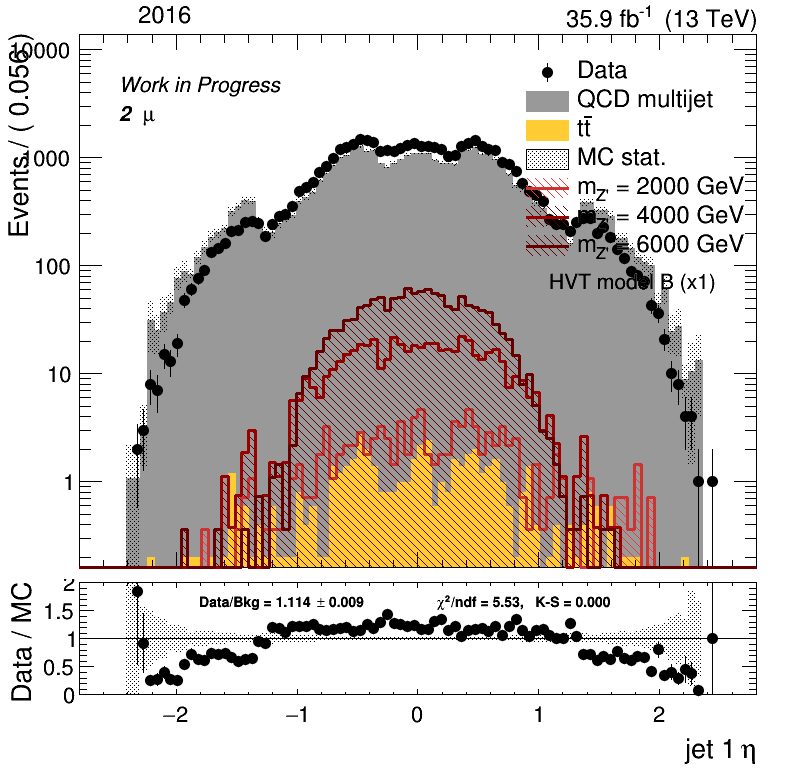 2016
35.9 fb⁻¹ (13 TeV)
Events / ( 0.056 )
10000
1000
100
10
1
Work in Progress
2 μ
Data
QCD multijet
tt̄
MC stat.
m_Z' = 2000 GeV
m_Z' = 4000 GeV
m_Z' = 6000 GeV
HVT model B (x1)
Data / MC
2
1.5
1
0.5
0
Data/Bkg = 1.114 ± 0.009
χ²/ndf = 5.53, K-S = 0.000
−2 −1 0 1 2
jet 1 η